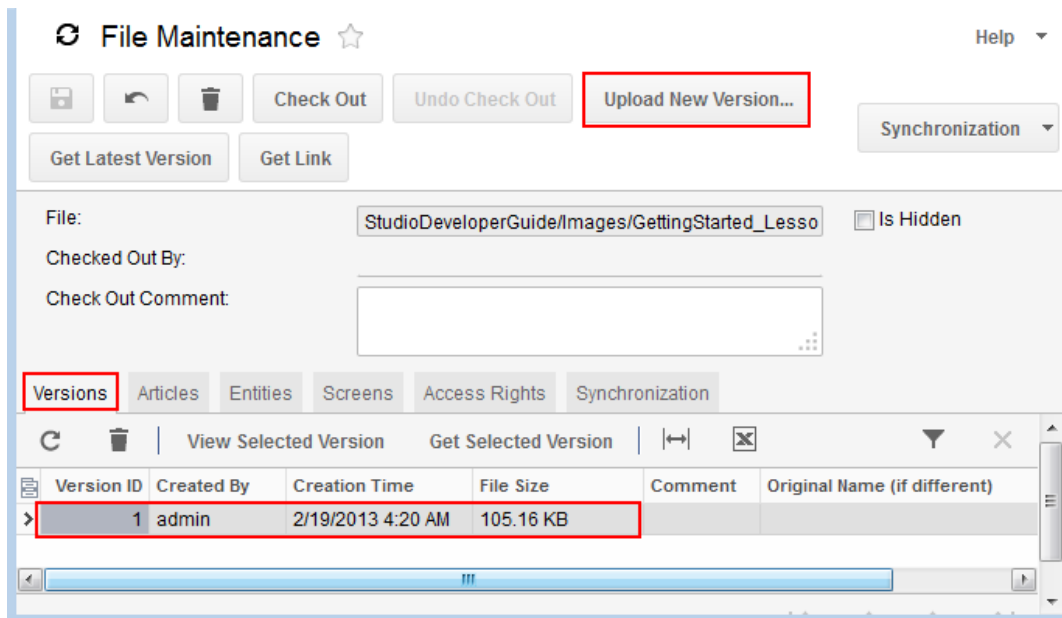 File Maintenance
Help
Check Out
Undo Check Out
Upload New Version...
Synchronization
Get Latest Version
Get Link
File:
StudioDeveloperGuide/Images/GettingStarted_Lesso
Is Hidden
Checked Out By:
Check Out Comment:
Versions Articles Entities Screens Access Rights Synchronization
View Selected Version Get Selected Version
Version ID Created By Creation Time File Size Comment Original Name (if different)
1 admin 2/19/2013 4:20 AM 105.16 KB